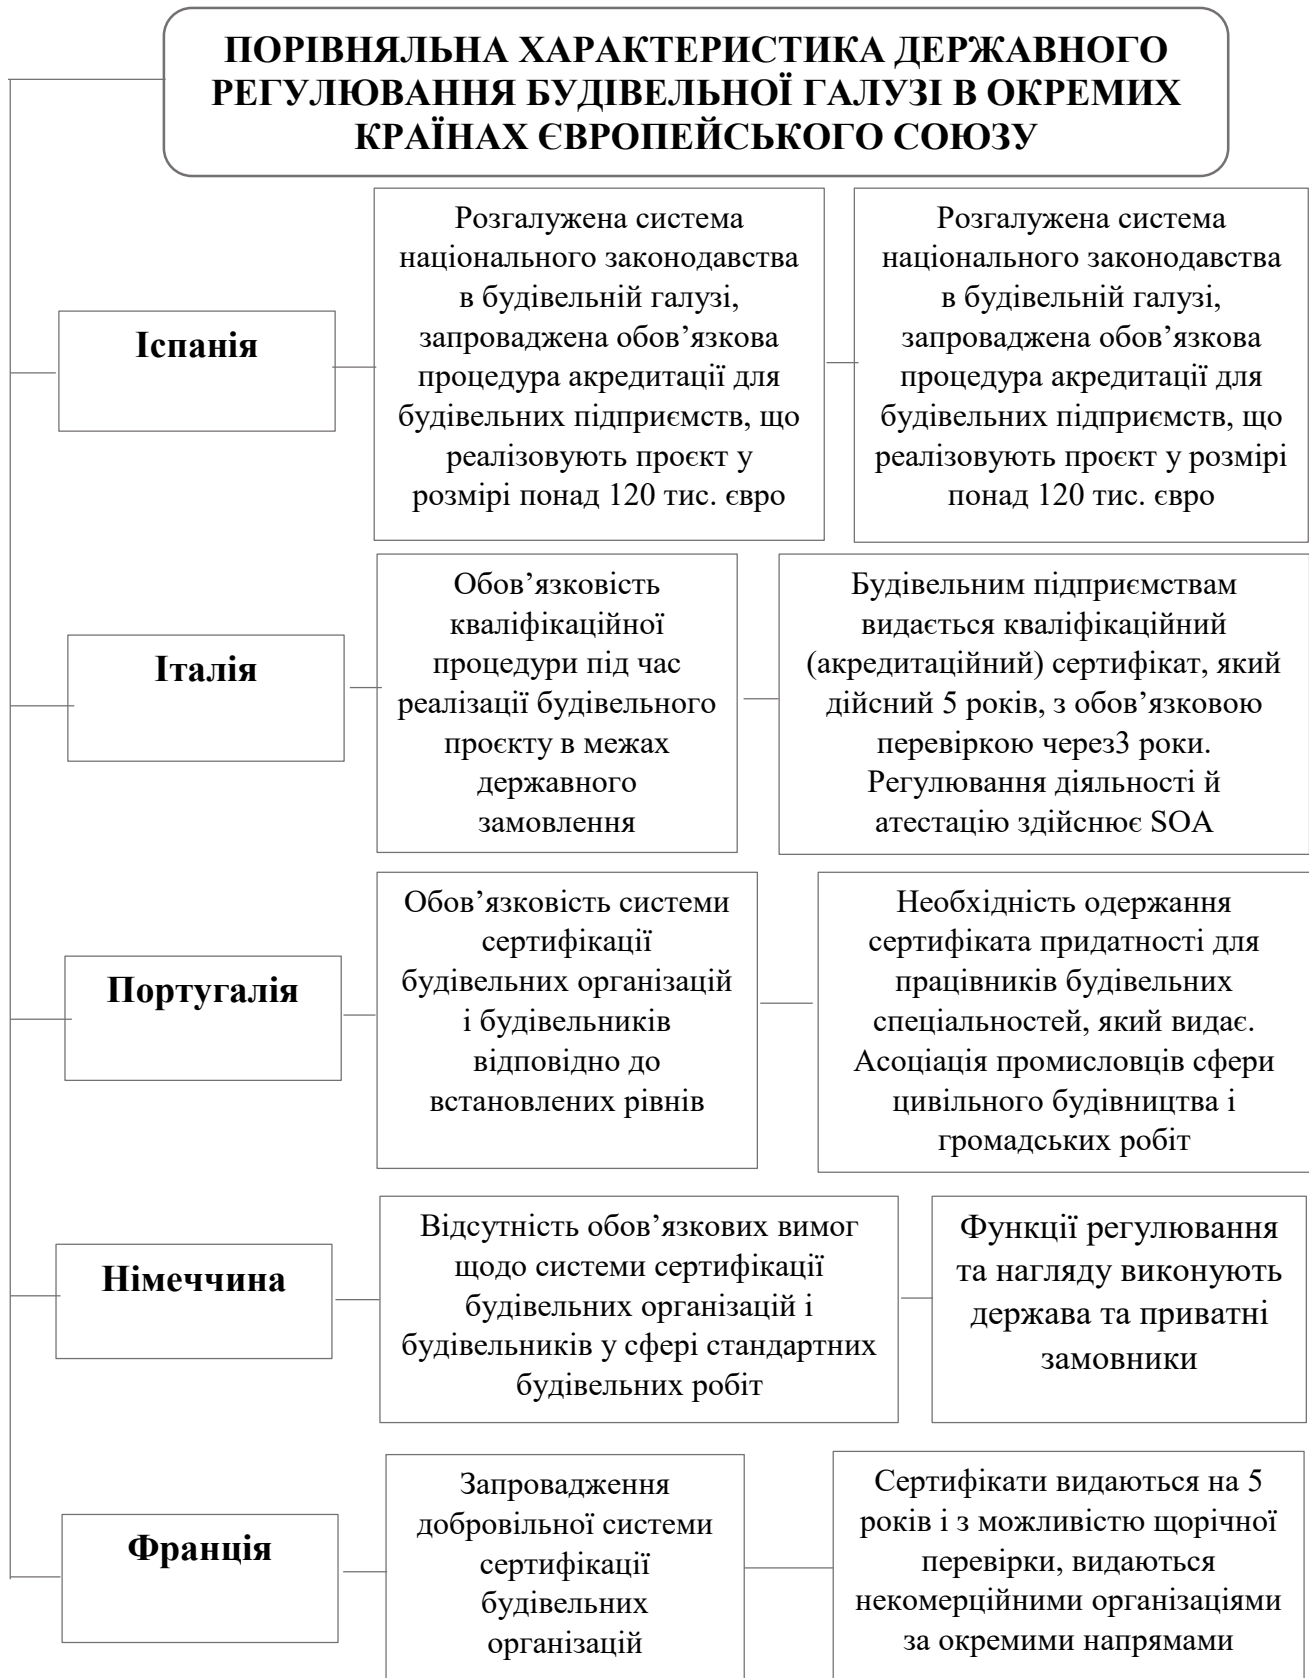 ПОРІВНЯЛЬНА ХАРАКТЕРИСТИКА ДЕРЖАВНОГО
РЕГУЛЮВАННЯ БУДІВЕЛЬНОЇ ГАЛУЗІ В ОКРЕМИХ
КРАЇНАХ ЄВРОПЕЙСЬКОГО СОЮЗУ
Іспанія
Розгалужена система
національного законодавства
в будівельній галузі,
запроваджена обов’язкова
процедура акредитації для
будівельних підприємств, що
реалізовують проєкт у
розмірі понад 120 тис. євро
Розгалужена система
національного законодавства
в будівельній галузі,
запроваджена обов’язкова
процедура акредитації для
будівельних підприємств, що
реалізовують проєкт у розмірі
понад 120 тис. євро
Італія
Обов’язковість
кваліфікаційної
процедури під час
реалізації будівельного
проєкту в межах
державного
замовлення
Будівельним підприємствам
видається кваліфікаційний
(акредитаційний) сертифікат, який
дійсний 5 років, з обов’язковою
перевіркою через3 роки.
Регулювання діяльності й
атестацію здійснює SOA
Португалія
Обов’язковість системи
сертифікації
будівельних організацій
і будівельників
відповідно до
встановлених рівнів
Необхідність одержання
сертифіката придатності для
працівників будівельних
спеціальностей, який видає.
Асоціація промисловців сфери
цивільного будівництва і
громадських робіт
Німеччина
Відсутність обов’язкових вимог
щодо системи сертифікації
будівельних організацій і
будівельників у сфері стандартних
будівельних робіт
Функції регулювання
та нагляду виконують
держава та приватні
замовники
Франція
Запровадження
добровільної системи
сертифікації
будівельних
організацій
Сертифікати видаються на 5
років і з можливістю щорічної
перевірки, видаються
некомерційними організаціями
за окремими напрямами